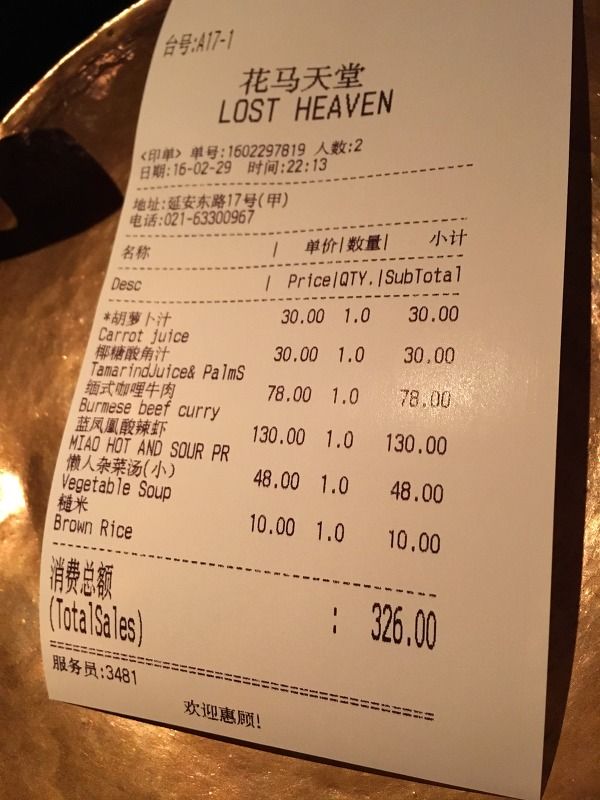 台号:A17-1
花马天堂
LOST HEAVEN
<印单> 单号:1602297819 人数:2
日期:16-02-29 时间:22:13
地址:延安东路17号(甲)
电话:021-63300967
名称 | 单价|数量| 小计
Desc | Price|QTY.|SubTotal
*胡萝卜汁 30.00 1.0 30.00
Carrot juice
椰糖酸角汁 30.00 1.0 30.00
TamarindJuice& PalmS
缅式咖哩牛肉 78.00 1.0 78.00
Burmese beef curry
蓝凤凰酸辣虾 130.00 1.0 130.00
MIAO HOT AND SOUR PR
懒人杂菜汤(小) 48.00 1.0 48.00
Vegetable Soup
糙米 10.00 1.0 10.00
Brown Rice
消费总额
(TotalSales) : 326.00
服务员:3481
欢迎惠顾!